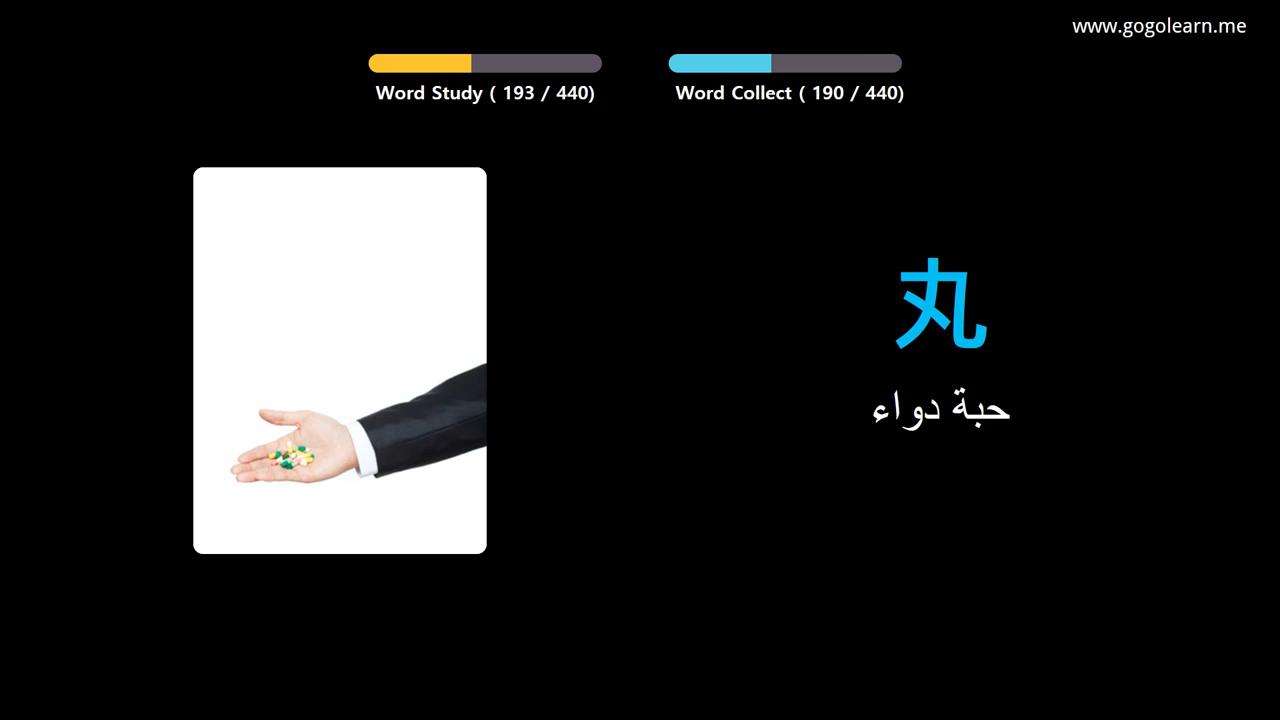 www.gogolearn.me
Word Study ( 193 / 440)
Word Collect ( 190 / 440)
丸
حبة دواء